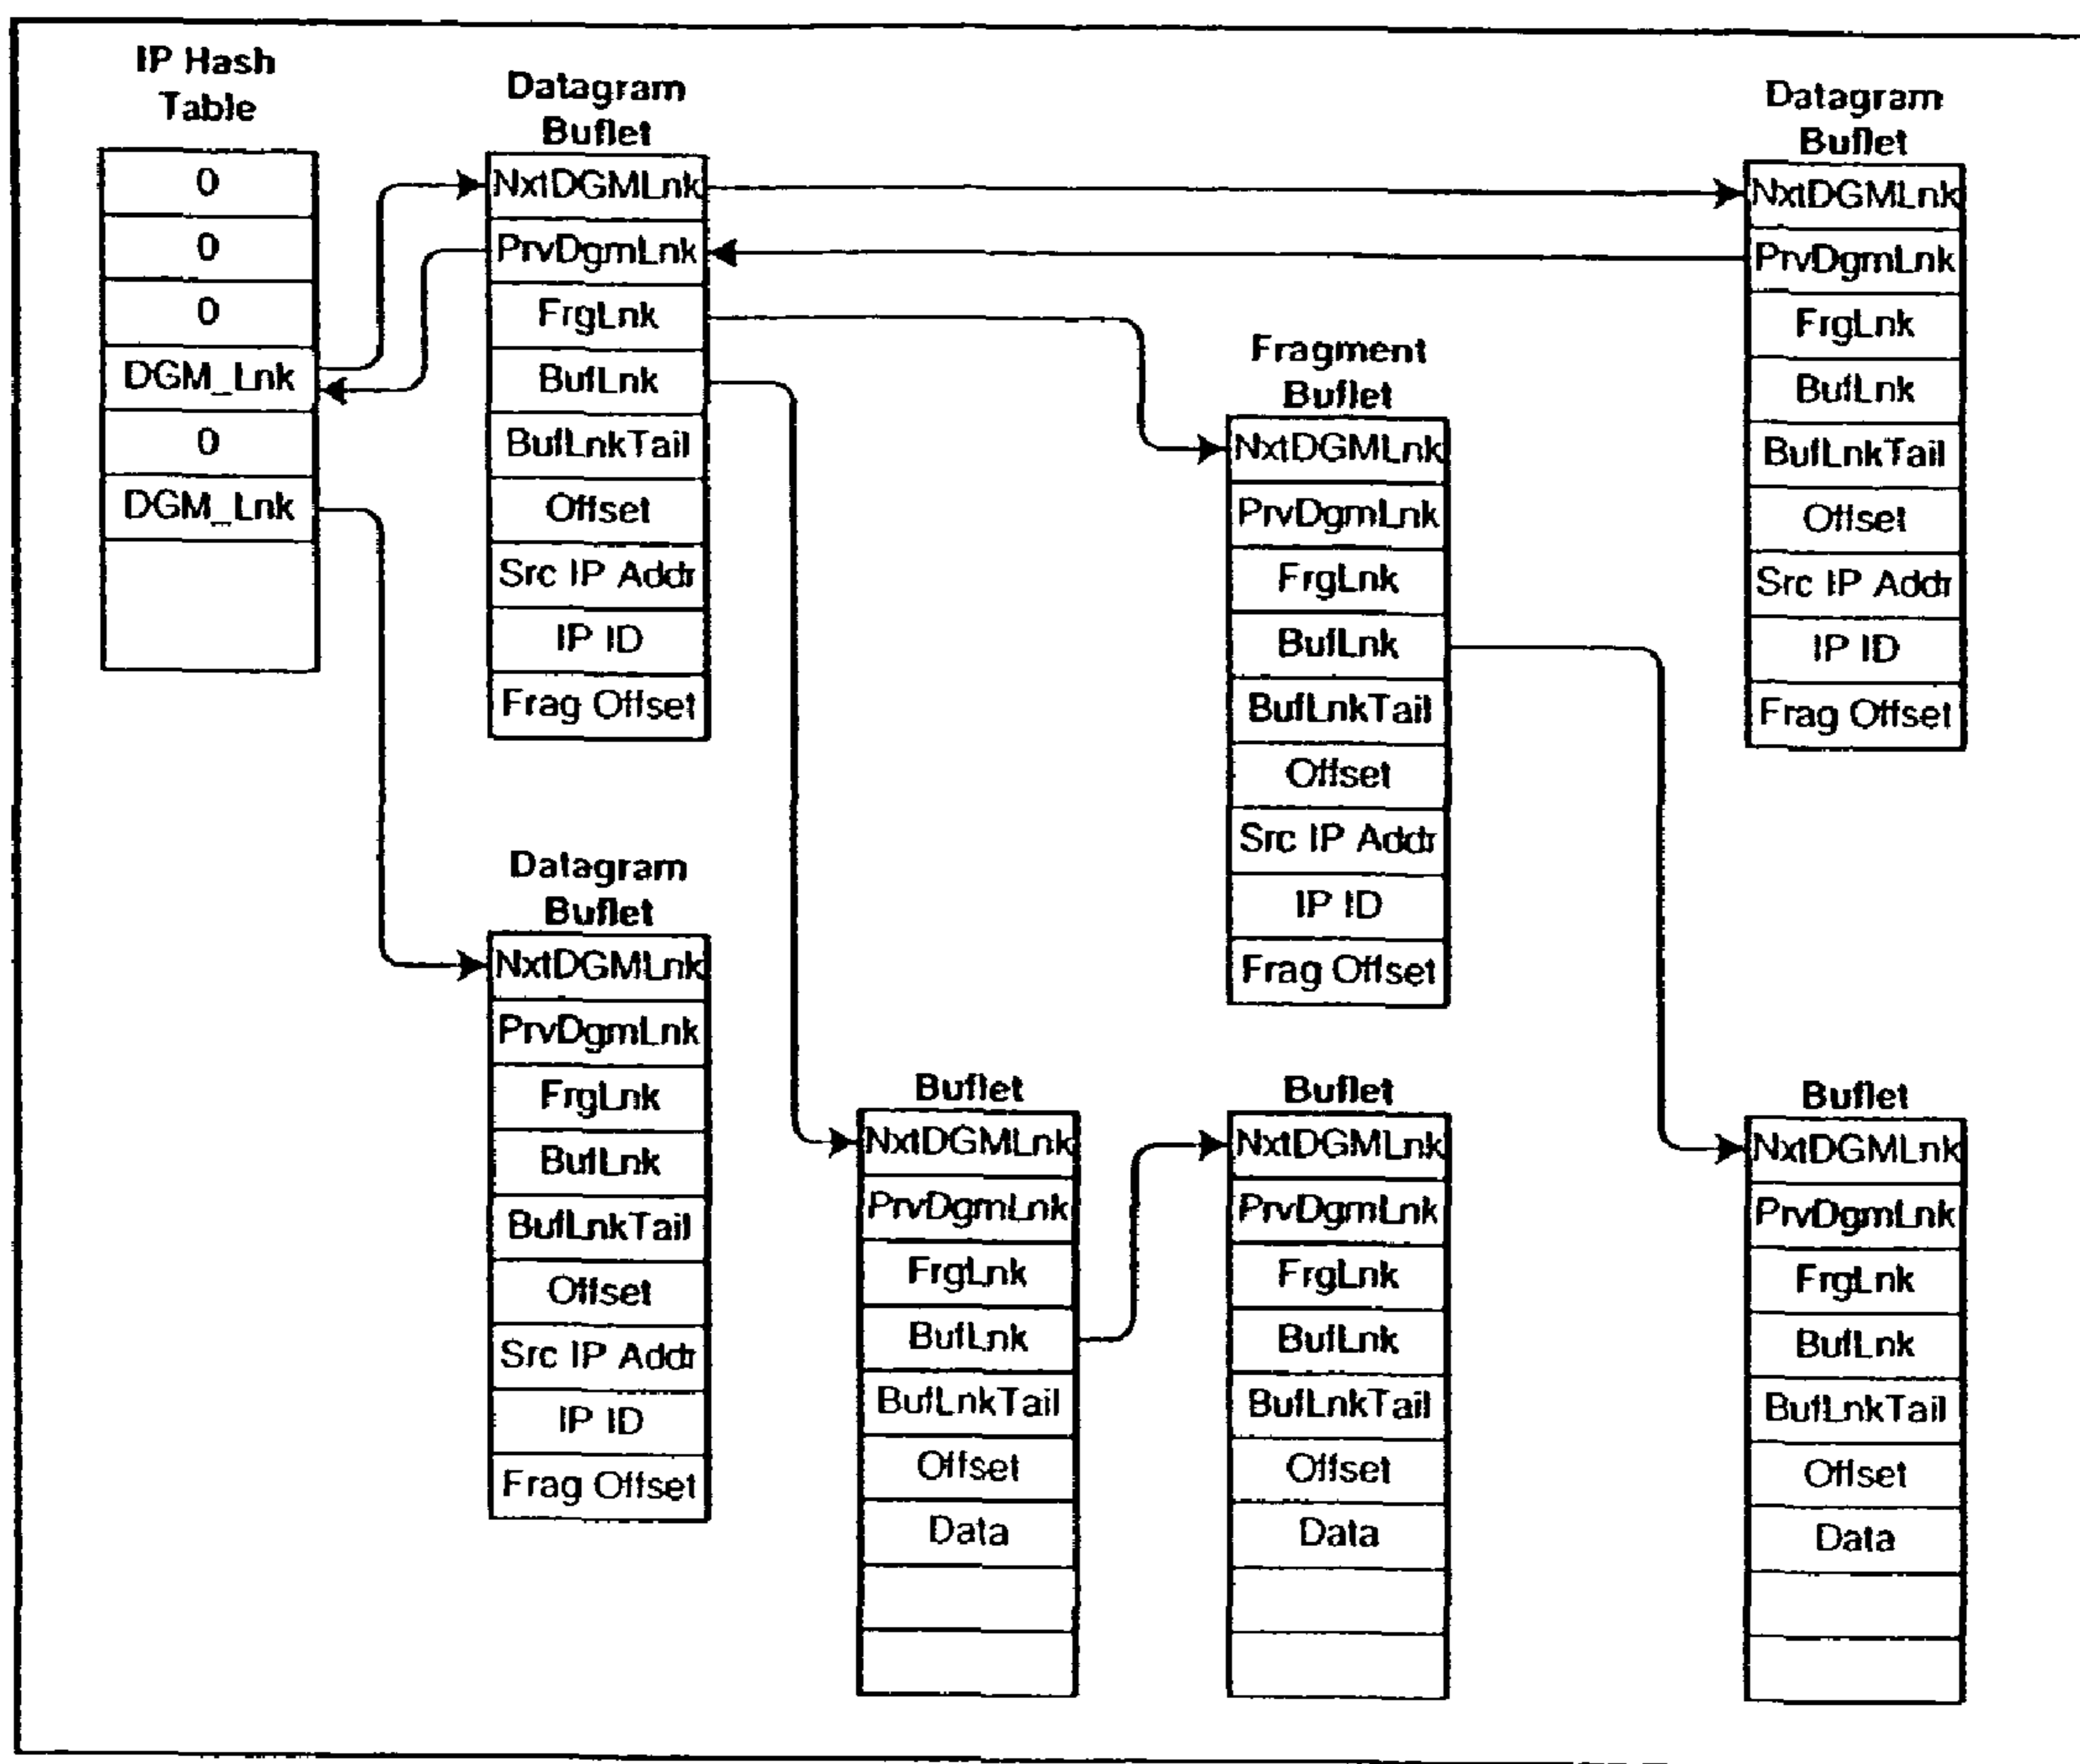 IP Hash
Table
0
0
0
DGM_Lnk
0
DGM_Lnk
Datagram
Buflet
NxtDGMLnk
PrvDgmLnk
FrgLnk
BufLnk
BufLnkTail
Offset
Src IP Addr
IP ID
Frag Offset
Datagram
Buflet
NxtDGMLnk
PrvDgmLnk
FrgLnk
BufLnk
BufLnkTail
Offset
Src IP Addr
IP ID
Frag Offset
Fragment
Buflet
NxtDGMLnk
PrvDgmLnk
FrgLnk
BufLnk
BufLnkTail
Offset
Src IP Addr
IP ID
Frag Offset
Datagram
Buflet
NxtDGMLnk
PrvDgmLnk
FrgLnk
BufLnk
BufLnkTail
Offset
Src IP Addr
IP ID
Frag Offset
Buflet
NxtDGMLnk
PrvDgmLnk
FrgLnk
BufLnk
BufLnkTail
Offset
Data
Buflet
NxtDGMLnk
PrvDgmLnk
FrgLnk
BufLnk
BufLnkTail
Offset
Data
Buflet
NxtDGMLnk
PrvDgmLnk
FrgLnk
BufLnk
BufLnkTail
Offset
Data